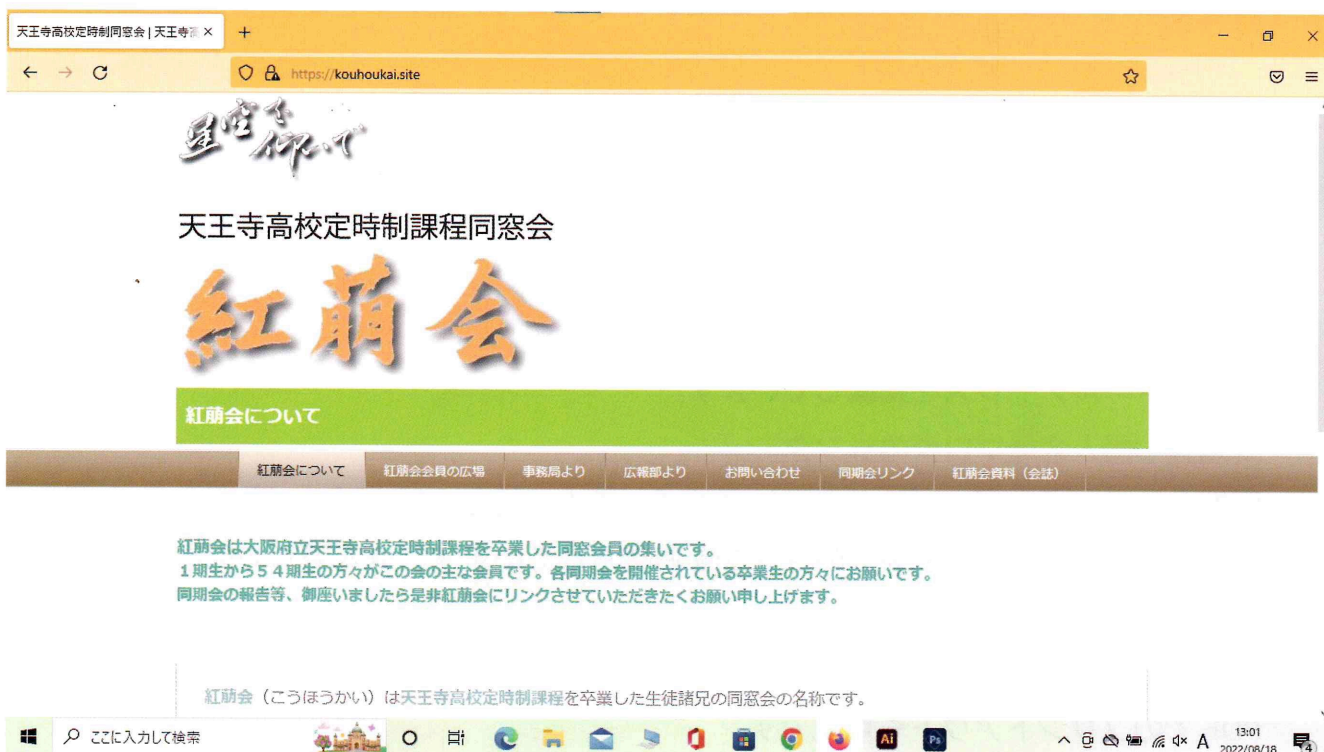 天王寺高校定時制同窓会 | 天王寺高
https://kouhoukai.site
星空を
仰いで
天王寺高校定時制課程同窓会
紅萠会
紅萠会について
紅萠会について 紅萠会会員の広場 事務局より 広報部より お問い合わせ 同期会リンク 紅萠会資料（会誌）
紅萠会は大阪府立天王寺高校定時制課程を卒業した同窓会員の集いです。
１期生から５４期生の方々がこの会の主な会員です。各同期会を開催されている卒業生の方々にお願いです。
同期会の報告等、御座いましたら是非紅萠会にリンクさせていただきたくお願い申し上げます。
紅萠会（こうほうかい）は天王寺高校定時制課程を卒業した生徒諸兄の同窓会の名称です。
ここに入力して検索
Ai Ps
A 13:01
2022/08/18 4